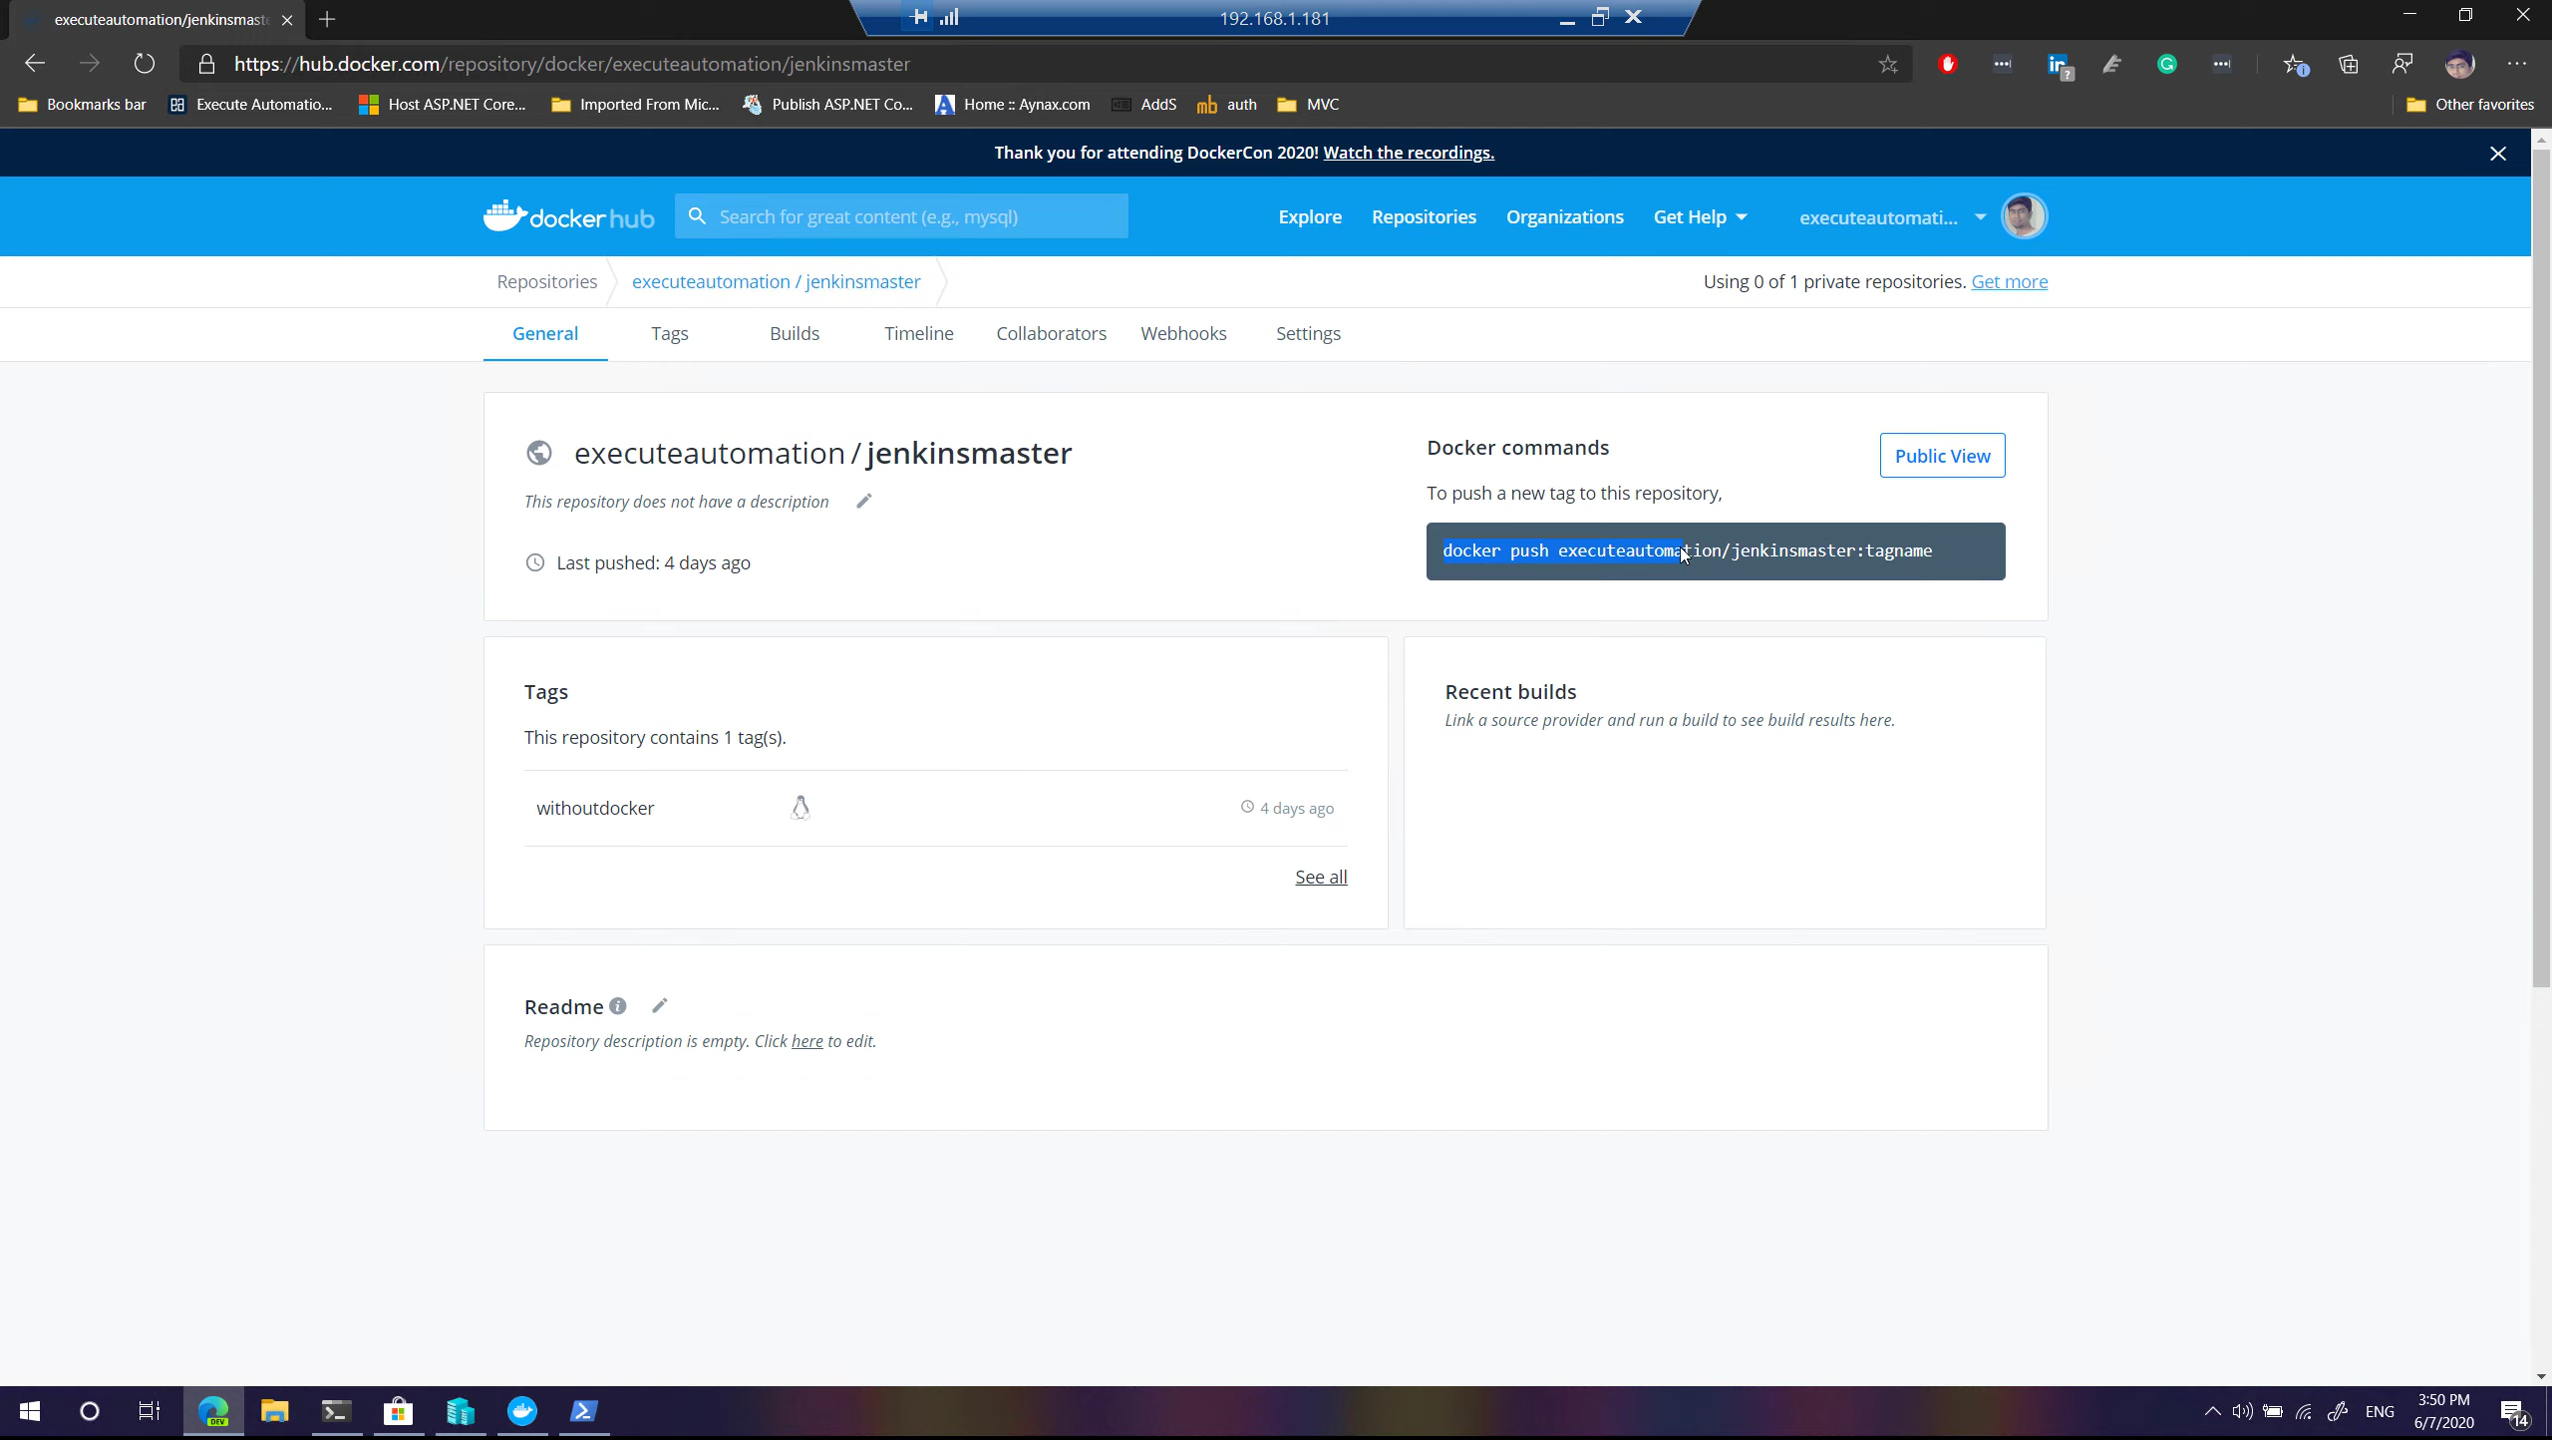 executeautomation/jenkinsmaste
192.168.1.181
https://hub.docker.com/repository/docker/executeautomation/jenkinsmaster
Bookmarks bar
Execute Automatio...
Host ASP.NET Core...
Imported From Mic...
Publish ASP.NET Co...
Home :: Aynax.com
AddS
mb auth
MVC
Other favorites
Thank you for attending DockerCon 2020! Watch the recordings.
docker hub
Search for great content (e.g., mysql)
Explore
Repositories
Organizations
Get Help
executeautomati...
Repositories
executeautomation / jenkinsmaster
Using 0 of 1 private repositories. Get more
General
Tags
Builds
Timeline
Collaborators
Webhooks
Settings
executeautomation / jenkinsmaster
This repository does not have a description
Last pushed: 4 days ago
Docker commands
Public View
To push a new tag to this repository,
docker push executeautomation/jenkinsmaster:tagname
Tags
This repository contains 1 tag(s).
withoutdocker
4 days ago
See all
Recent builds
Link a source provider and run a build to see build results here.
Readme
Repository description is empty. Click here to edit.
DEV
ENG
3:50 PM
6/7/2020
14